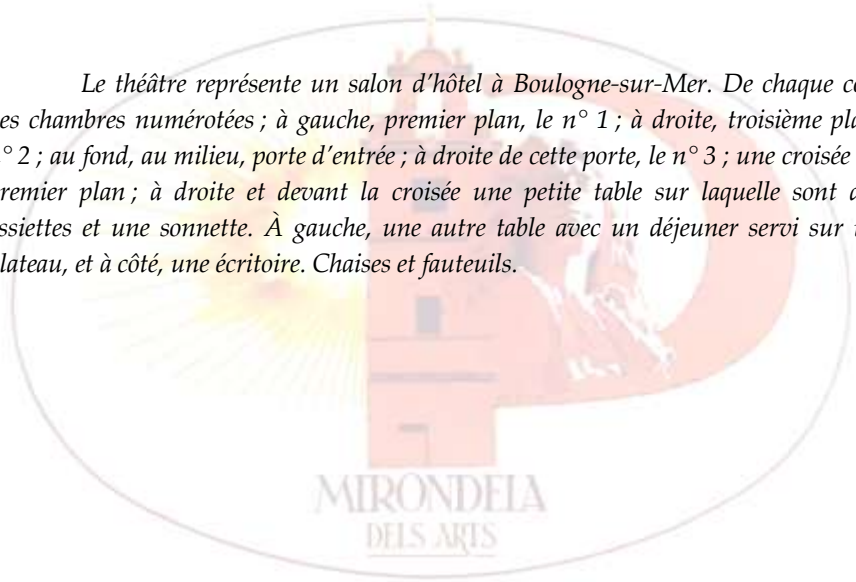 Le théâtre représente un salon d’hôtel à Boulogne-sur-Mer. De chaque
es chambres numérotées ; à gauche, premier plan, le n° 1 ; à droite, troisième pla
° 2 ; au fond, au milieu, porte d’entrée ; à droite de cette porte, le n° 3 ; une croisée
remier plan ; à droite et devant la croisée une petite table sur laquelle sont
ssiettes et une sonnette. À gauche, une autre table avec un déjeuner servi sur
lateau, et à côté, une écritoire. Chaises et fauteuils.
MIRONDELA
DELS ARTS